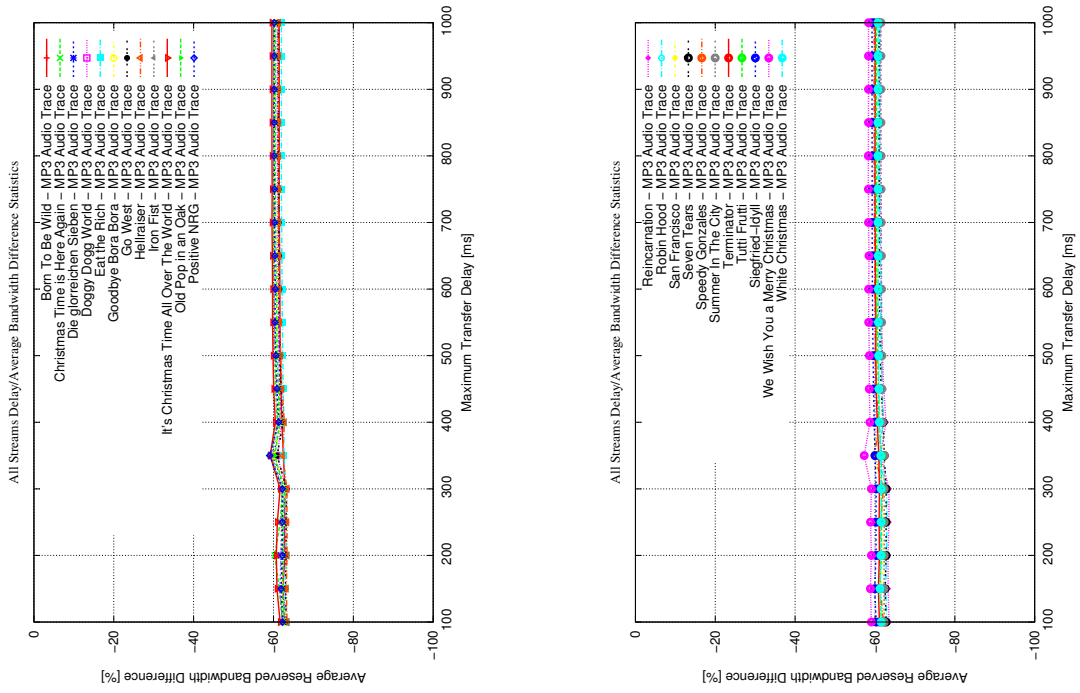 All Streams Delay/Average Bandwidth Difference Statistics
Average Reserved Bandwidth Difference [%]
0
−20
−40
−60
−80
−100
100
200
300
400
500
600
700
800
900
1000
Maximum Transfer Delay [ms]
Born To Be Wild − MP3 Audio Trace
Christmas Time is Here Again − MP3 Audio Trace
Die glorreichen Sieben − MP3 Audio Trace
Doggy Dogg World − MP3 Audio Trace
Eat the Rich − MP3 Audio Trace
Goodbye Bora Bora − MP3 Audio Trace
Go West − MP3 Audio Trace
Hellraiser − MP3 Audio Trace
Iron Fist − MP3 Audio Trace
It's Christmas Time All Over The World − MP3 Audio Trace
Old Pop in an Oak − MP3 Audio Trace
Positive NRG − MP3 Audio Trace
All Streams Delay/Average Bandwidth Difference Statistics
Average Reserved Bandwidth Difference [%]
0
−20
−40
−60
−80
−100
100
200
300
400
500
600
700
800
900
1000
Maximum Transfer Delay [ms]
Reincarnation − MP3 Audio Trace
Robin Hood − MP3 Audio Trace
San Francisco − MP3 Audio Trace
Seven Tears − MP3 Audio Trace
Speedy Gonzales − MP3 Audio Trace
Summer In The City − MP3 Audio Trace
Terminator − MP3 Audio Trace
Tutti Frutti − MP3 Audio Trace
Siegfried−Idyll − MP3 Audio Trace
We Wish You a Merry Christmas − MP3 Audio Trace
White Christmas − MP3 Audio Trace